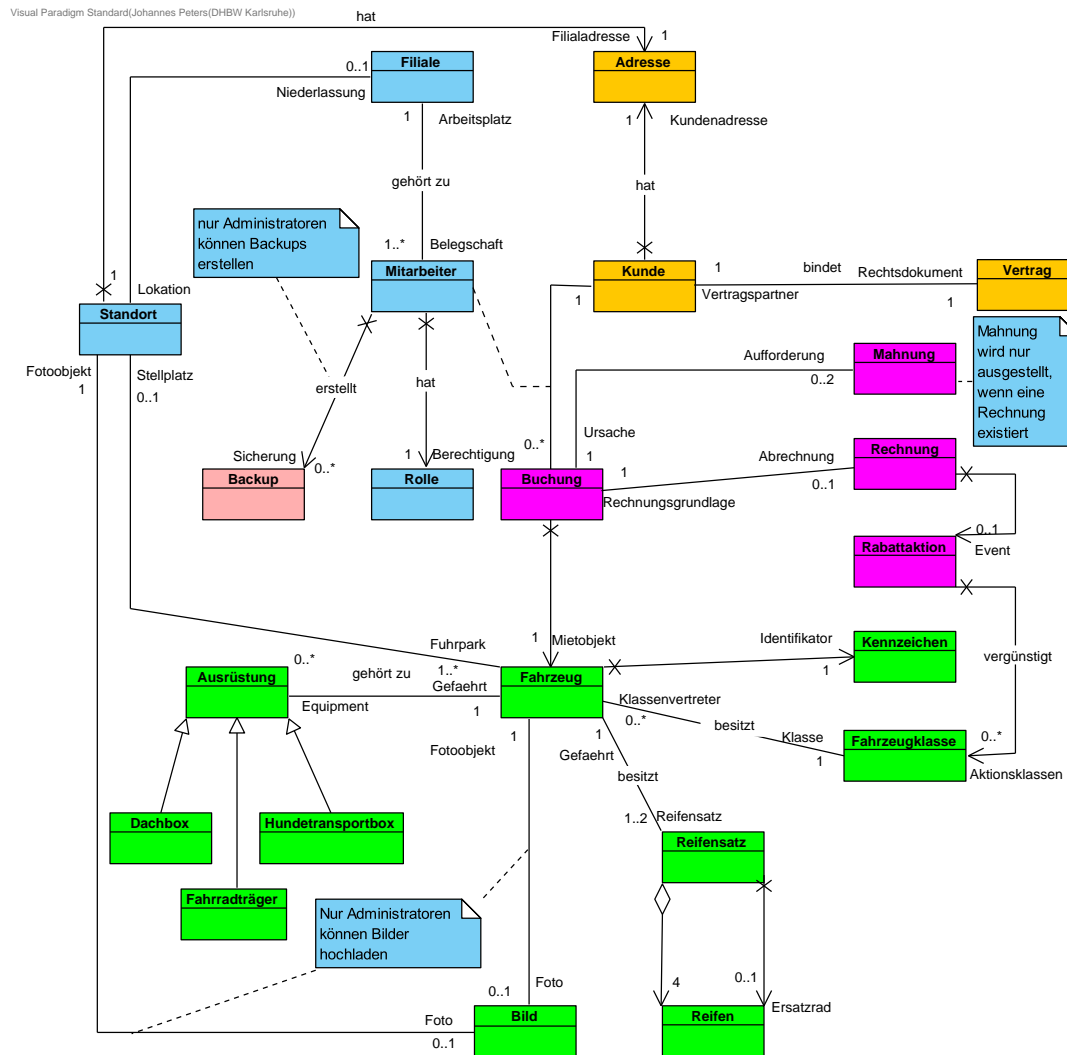 Visual Paradigm Standard(Johannes Peters(DHBW Karlsruhe))
hat
Filialadresse
1
0..1
Filiale
Adresse
Niederlassung
1
Arbeitsplatz
1
Kundenadresse
gehört zu
hat
nur Administratoren
können Backups
erstellen
1..*
Belegschaft
1
Lokation
Mitarbeiter
Kunde
1
bindet
Rechtsdokument
Vertrag
1
Vertragspartner
1
Standort
Mahnung
wird nur
ausgestellt,
wenn eine
Rechnung
existiert
Fotoobjekt
1
Stellplatz
0..1
erstellt
hat
Aufforderung
0..2
Mahnung
Ursache
1
0..*
Sicherung
0..*
1
Berechtigung
Abrechnung
0..1
Rechnung
Backup
Rolle
Buchung
1
Rechnungsgrundlage
0..1
Event
Rabattaktion
1
Mietobjekt
Identifikator
1
Kennzeichen
vergünstigt
Fuhrpark
1..*
0..*
gehört zu
Ausrüstung
Equipment
Gefaehrt
1
Fahrzeug
Klassenvertreter
0..*
besitzt
Klasse
1
Fahrzeugklasse
0..*
Aktionsklassen
Fotoobjekt
1
1
Gefaehrt
besitzt
1..2
Reifensatz
Dachbox
Hundetransportbox
Reifensatz
Fahrradträger
Nur Administratoren
können Bilder
hochladen
Foto
0..1
4
0..1
Ersatzrad
Foto
0..1
Bild
Reifen